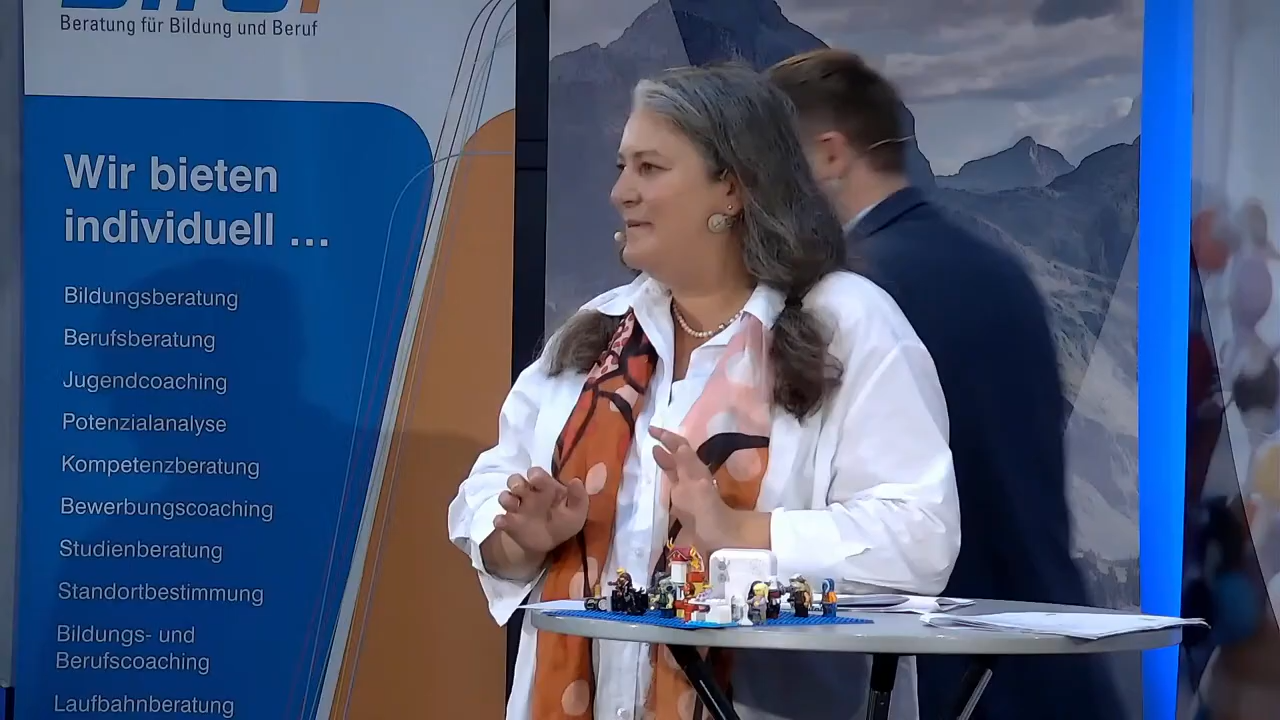 Beratung für Bildung und Beruf
Wir bieten
individuell ...
Bildungsberatung
Berufsberatung
Jugendcoaching
Potenzialanalyse
Kompetenzberatung
Bewerbungscoaching
Studienberatung
Standortbestimmung
Bildungs- und
Berufscoaching
Laufbahnberatung